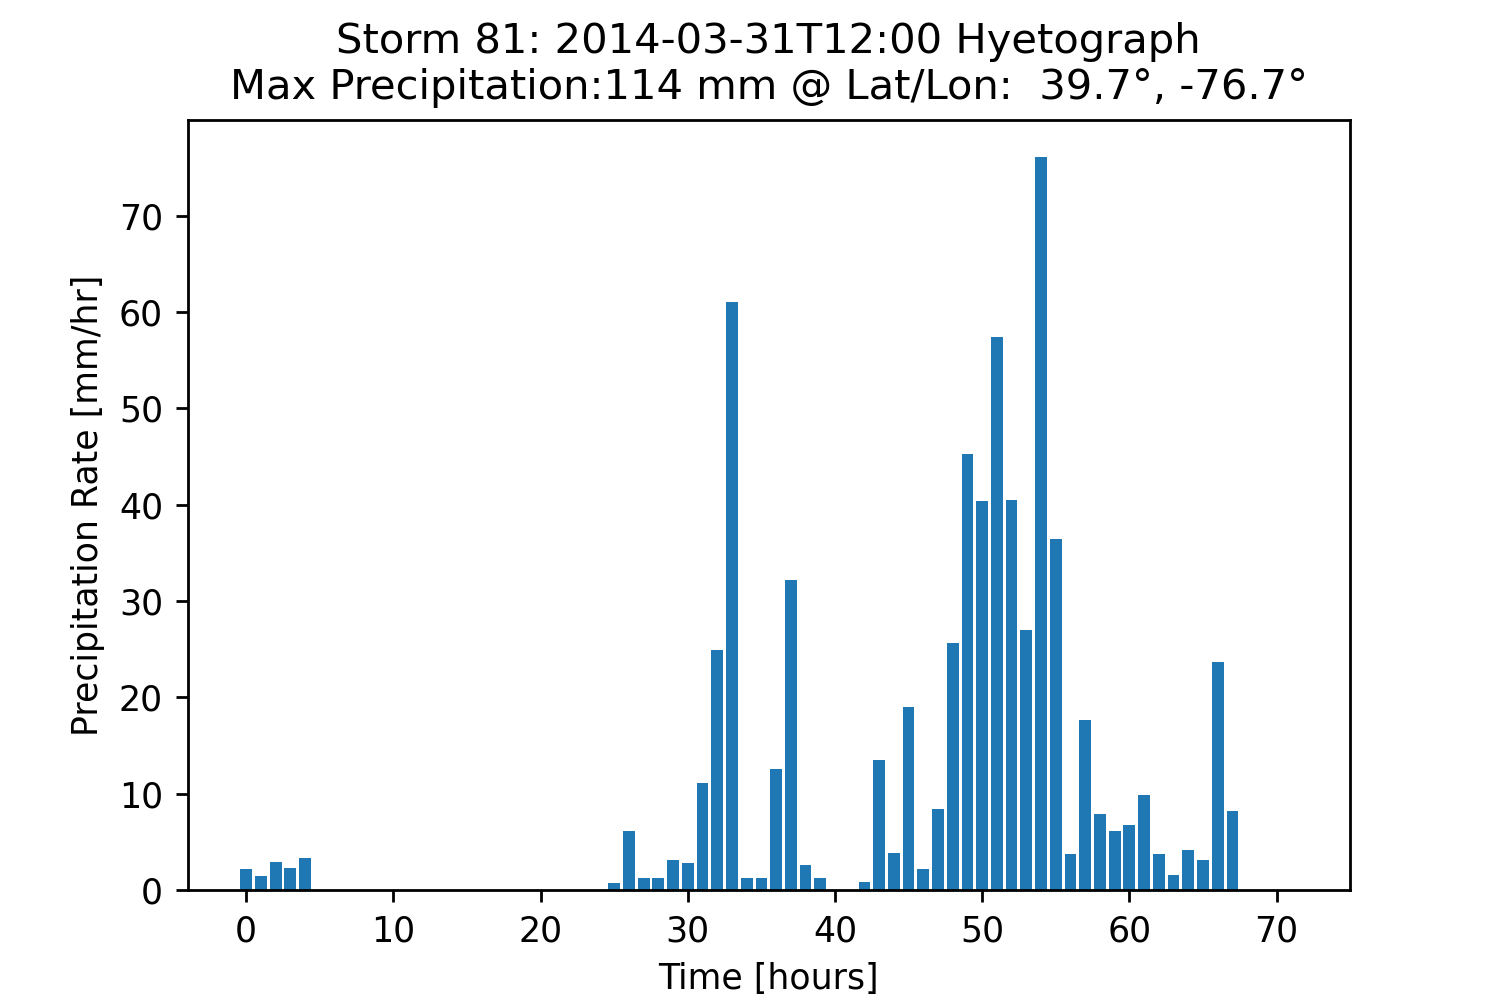 Storm 81: 2014-03-31T12:00 Hyetograph
Max Precipitation:114 mm @ Lat/Lon:  39.7°, -76.7°
Precipitation Rate [mm/hr]
70
60
50
40
30
20
10
0
0 10 20 30 40 50 60 70
Time [hours]